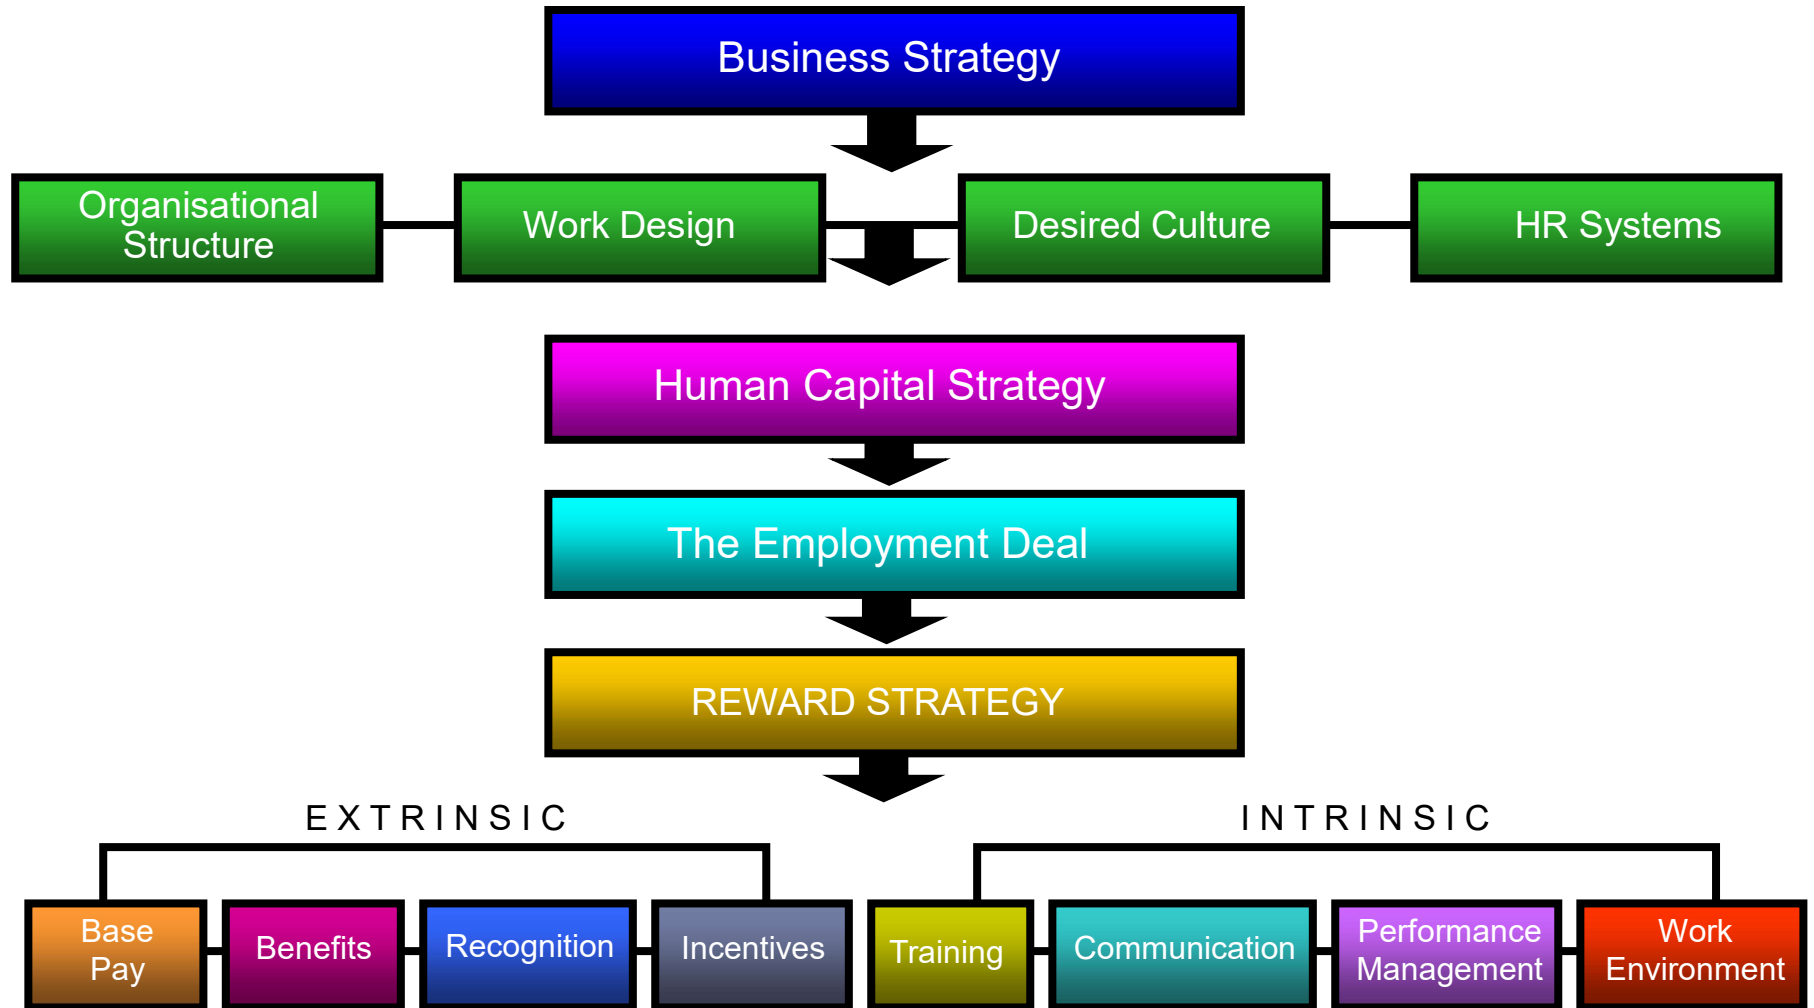 Business Strategy
Organisational
Structure
Work Design
Desired Culture
HR Systems
Human Capital Strategy
The Employment Deal
REWARD STRATEGY
EXTRINSIC
INTRINSIC
Base
Pay
Benefits
Recognition
Incentives
Training
Communication
Performance
Management
Work
Environment